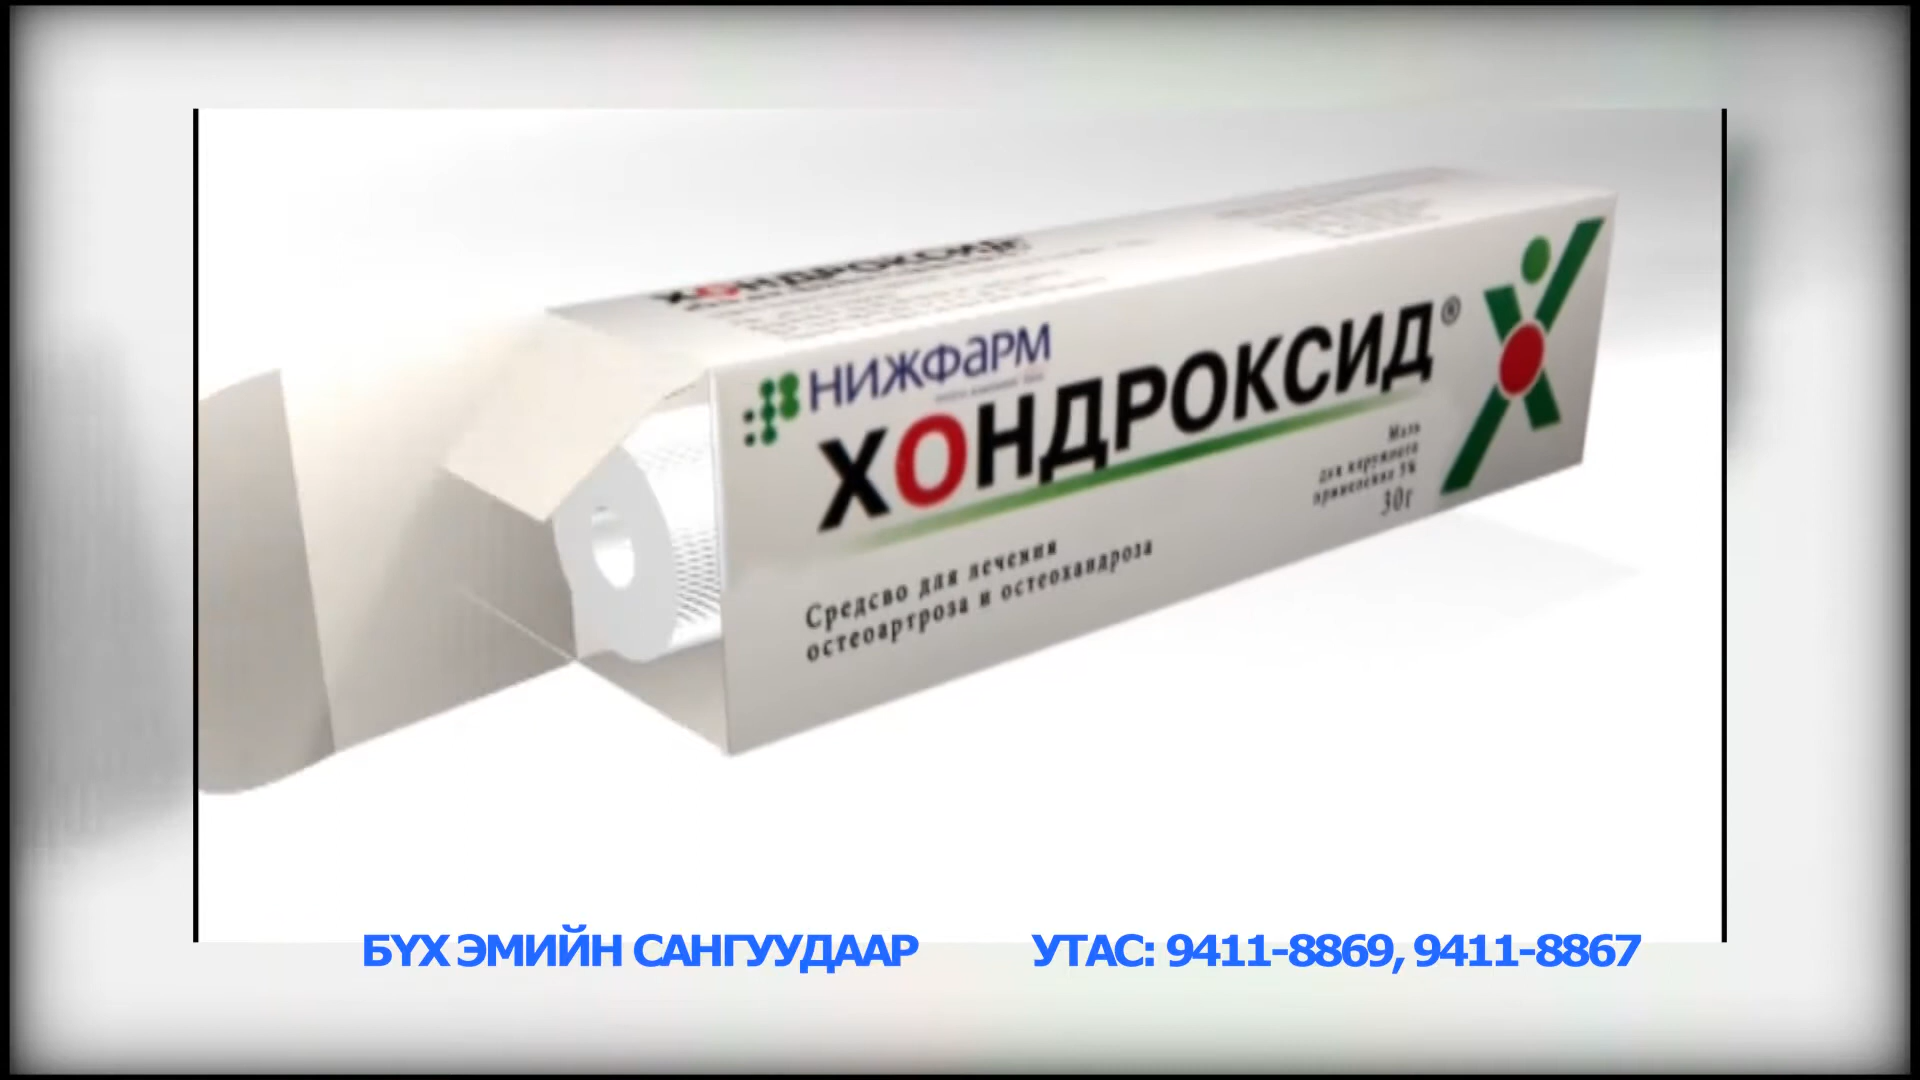 ХОНДРОКСИД
НИЖФАРМ
ХОНДРОКСИД®
Мазь
для наружного
применения 5%
30г
Средсво для лечения
остеоартроза и остеохандроза
БҮХ ЭМИЙН САНГУУДААР
УТАС: 9411-8869, 9411-8867